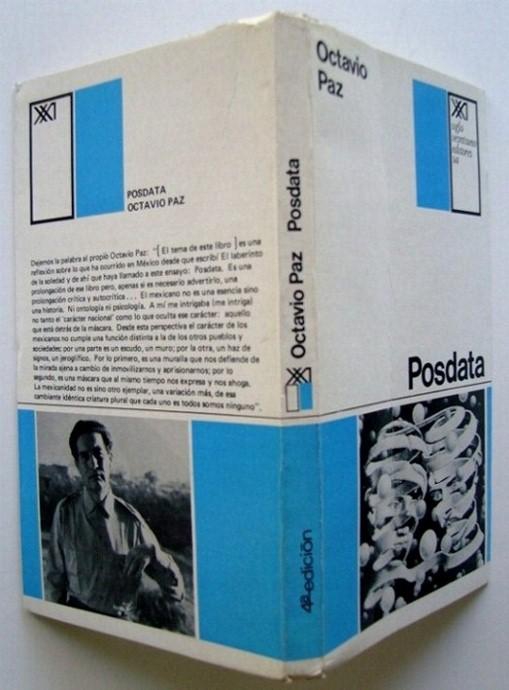 POSDATA
OCTAVIO PAZ
Dejemos la palabra al propio Octavio Paz: "[ El tema de este libro ] es una
reflexión sobre lo que ha ocurrido en México desde que escribí El laberinto
de la soledad y de ahí que haya llamado a este ensayo: Posdata. Es una
prolongación de ese libro pero, apenas si es necesario advertirlo, una
prolongación crítica y autocrítica... El mexicano no es una esencia sino
una historia. Ni ontología ni psicología. A mí me intrigaba (me intriga)
no tanto el 'carácter nacional' como lo que oculta ese carácter: aquello
que está detrás de la máscara. Desde esta perspectiva el carácter de los
mexicanos no cumple una función distinta a la de los otros pueblos y
sociedades: por una parte es un escudo, un muro; por la otra, un haz de
signos, un jeroglífico. Por lo primero, es una muralla que nos defiende de
la mirada ajena a cambio de inmovilizarnos y aprisionarnos; por lo
segundo, es una máscara que al mismo tiempo nos expresa y nos ahoga.
La mexicanidad no es sino otro ejemplar, una variación más, de esa
cambiante idéntica criatura plural que cada uno es todos somos ninguno".
Octavio Paz Posdata
4ª edición
Octavio
Paz
siglo
veintiuno
editores
sa
Posdata